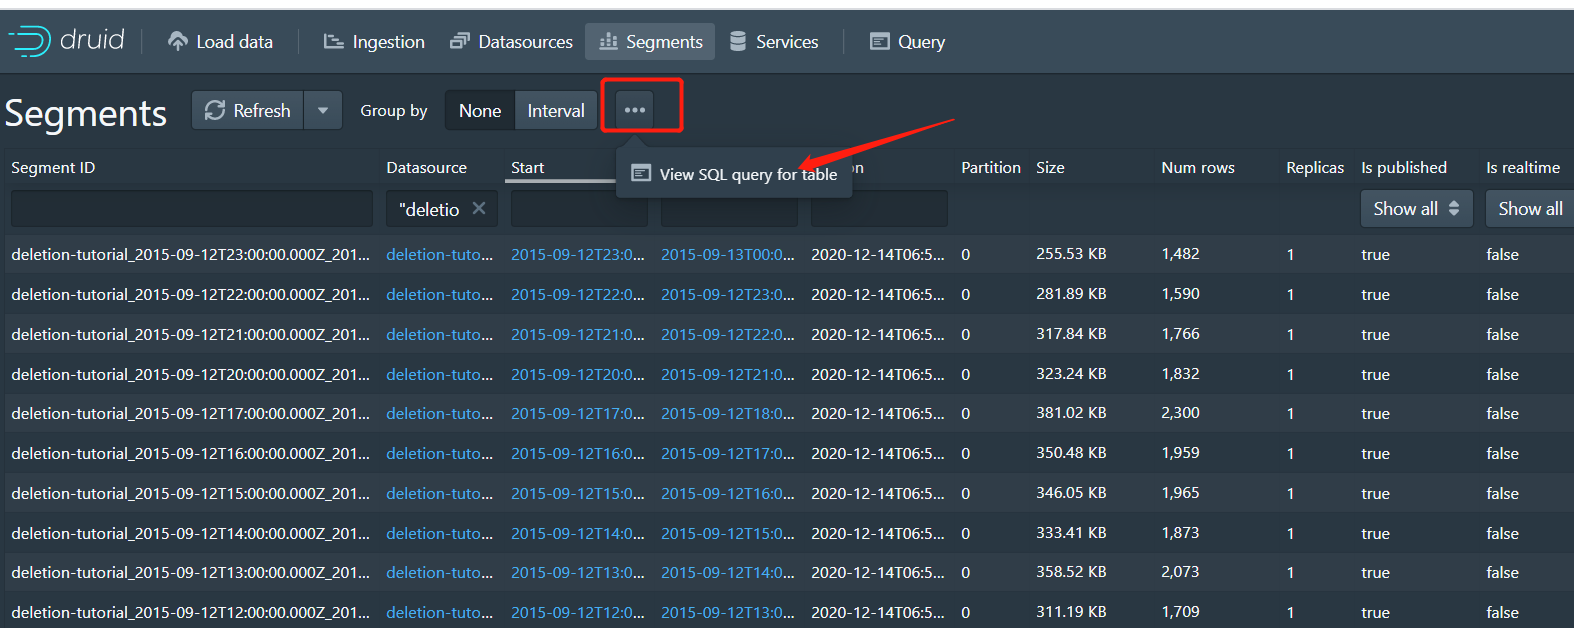 druid Load data Ingestion Datasources Segments Services Query
Segments Refresh Group by None Interval •••
View SQL query for table
Segment ID Datasource Start n Partition Size Num rows Replicas Is published Is realtime
"deletio Show all Show all
deletion-tutorial_2015-09-12T23:00:00.000Z_201... deletion-tuto... 2015-09-12T23:0... 2015-09-13T00:0... 2020-12-14T06:5... 0 255.53 KB 1,482 1 true false
deletion-tutorial_2015-09-12T22:00:00.000Z_201... deletion-tuto... 2015-09-12T22:0... 2015-09-12T23:0... 2020-12-14T06:5... 0 281.89 KB 1,590 1 true false
deletion-tutorial_2015-09-12T21:00:00.000Z_201... deletion-tuto... 2015-09-12T21:0... 2015-09-12T22:0... 2020-12-14T06:5... 0 317.84 KB 1,766 1 true false
deletion-tutorial_2015-09-12T20:00:00.000Z_201... deletion-tuto... 2015-09-12T20:0... 2015-09-12T21:0... 2020-12-14T06:5... 0 323.24 KB 1,832 1 true false
deletion-tutorial_2015-09-12T17:00:00.000Z_201... deletion-tuto... 2015-09-12T17:0... 2015-09-12T18:0... 2020-12-14T06:5... 0 381.02 KB 2,300 1 true false
deletion-tutorial_2015-09-12T16:00:00.000Z_201... deletion-tuto... 2015-09-12T16:0... 2015-09-12T17:0... 2020-12-14T06:5... 0 350.48 KB 1,959 1 true false
deletion-tutorial_2015-09-12T15:00:00.000Z_201... deletion-tuto... 2015-09-12T15:0... 2015-09-12T16:0... 2020-12-14T06:5... 0 346.05 KB 1,965 1 true false
deletion-tutorial_2015-09-12T14:00:00.000Z_201... deletion-tuto... 2015-09-12T14:0... 2015-09-12T15:0... 2020-12-14T06:5... 0 333.41 KB 1,873 1 true false
deletion-tutorial_2015-09-12T13:00:00.000Z_201... deletion-tuto... 2015-09-12T13:0... 2015-09-12T14:0... 2020-12-14T06:5... 0 358.52 KB 2,073 1 true false
deletion-tutorial_2015-09-12T12:00:00.000Z_201... deletion-tuto... 2015-09-12T12:0... 2015-09-12T13:0... 2020-12-14T06:5... 0 311.19 KB 1,709 1 true false